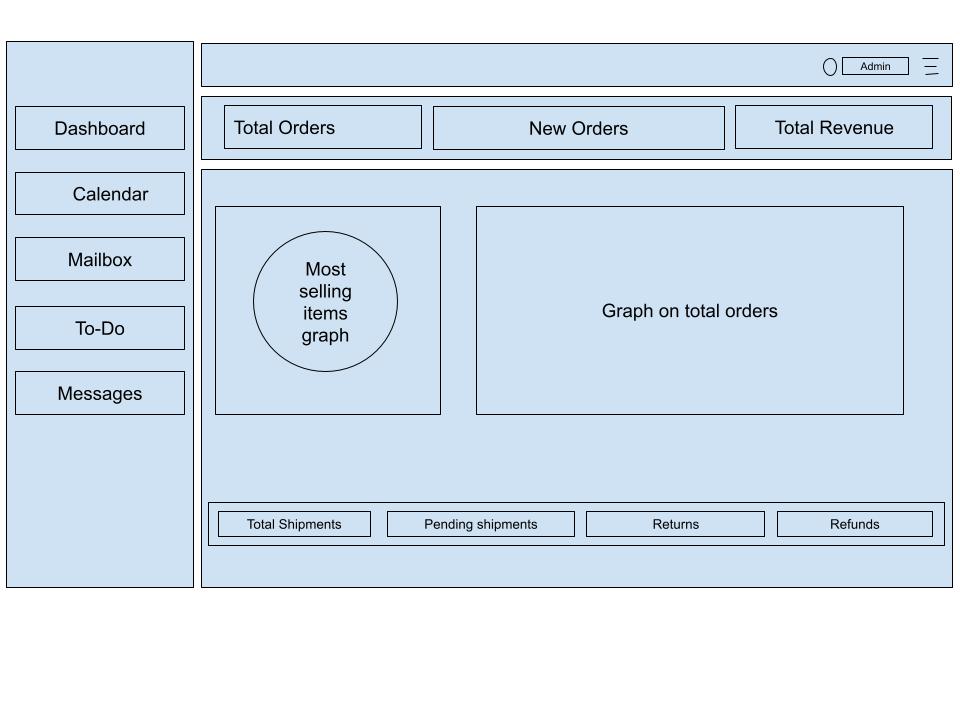 Admin
Dashboard
Calendar
Mailbox
To-Do
Messages
Total Orders
New Orders
Total Revenue
Most
selling
items
graph
Graph on total orders
Total Shipments
Pending shipments
Returns
Refunds